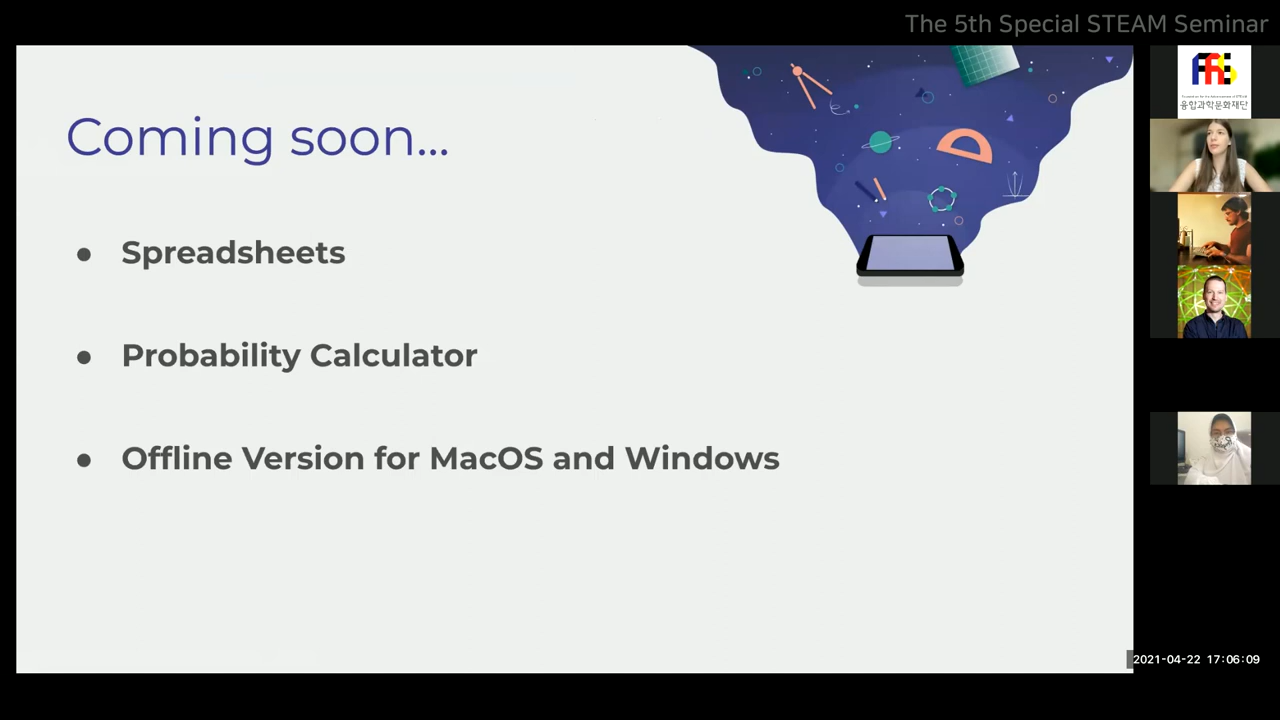 The 5th Special STEAM Seminar
Coming soon...
● Spreadsheets
● Probability Calculator
● Offline Version for MacOS and Windows
융합과학문화재단
2021-04-22 17:06:09